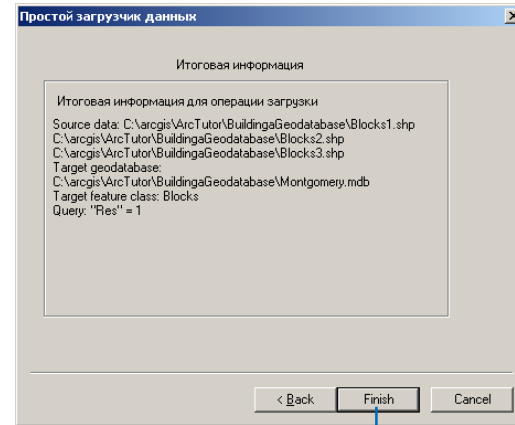 Простой загрузчик данных
Итоговая информация
Итоговая информация для операции загрузки
Source data: C:\arcgis\ArcTutor\BuildingaGeodatabase\Blocks1.shp
C:\arcgis\ArcTutor\BuildingaGeodatabase\Blocks2.shp
C:\arcgis\ArcTutor\BuildingaGeodatabase\Blocks3.shp
Target geodatabase:
C:\arcgis\ArcTutor\BuildingaGeodatabase\Montgomery.mdb
Target feature class: Blocks
Query: "Res" = 1
< Back Finish Cancel